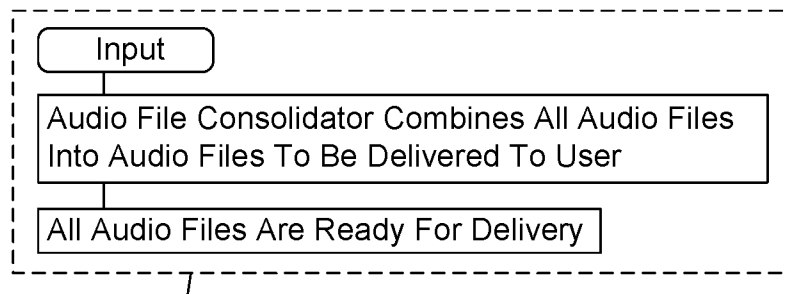 Input
Audio File Consolidator Combines All Audio Files
Into Audio Files To Be Delivered To User
All Audio Files Are Ready For Delivery